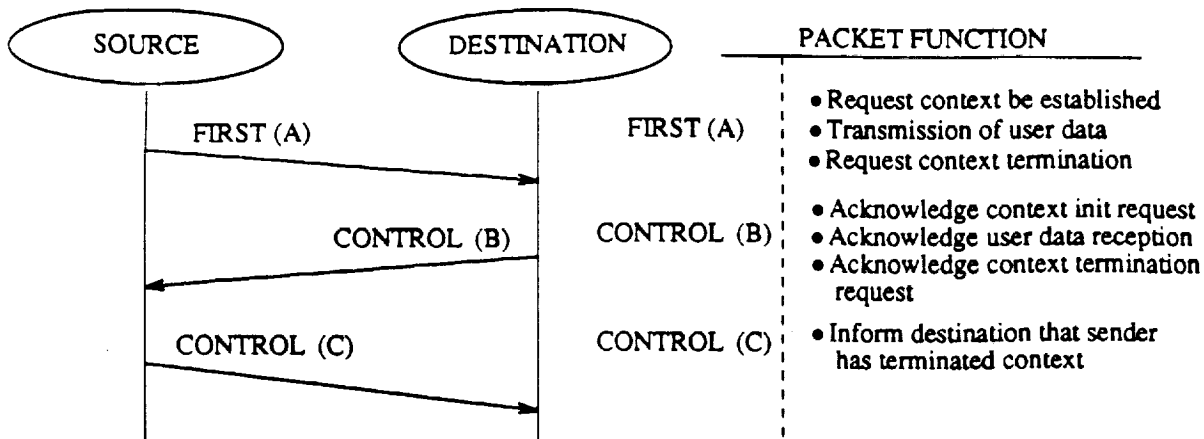 SOURCE
DESTINATION
PACKET FUNCTION
FIRST (A)
CONTROL (B)
CONTROL (C)
FIRST (A)
• Request context be established
• Transmission of user data
• Request context termination
CONTROL (B)
• Acknowledge context init request
• Acknowledge user data reception
• Acknowledge context termination
request
CONTROL (C)
• Inform destination that sender
has terminated context